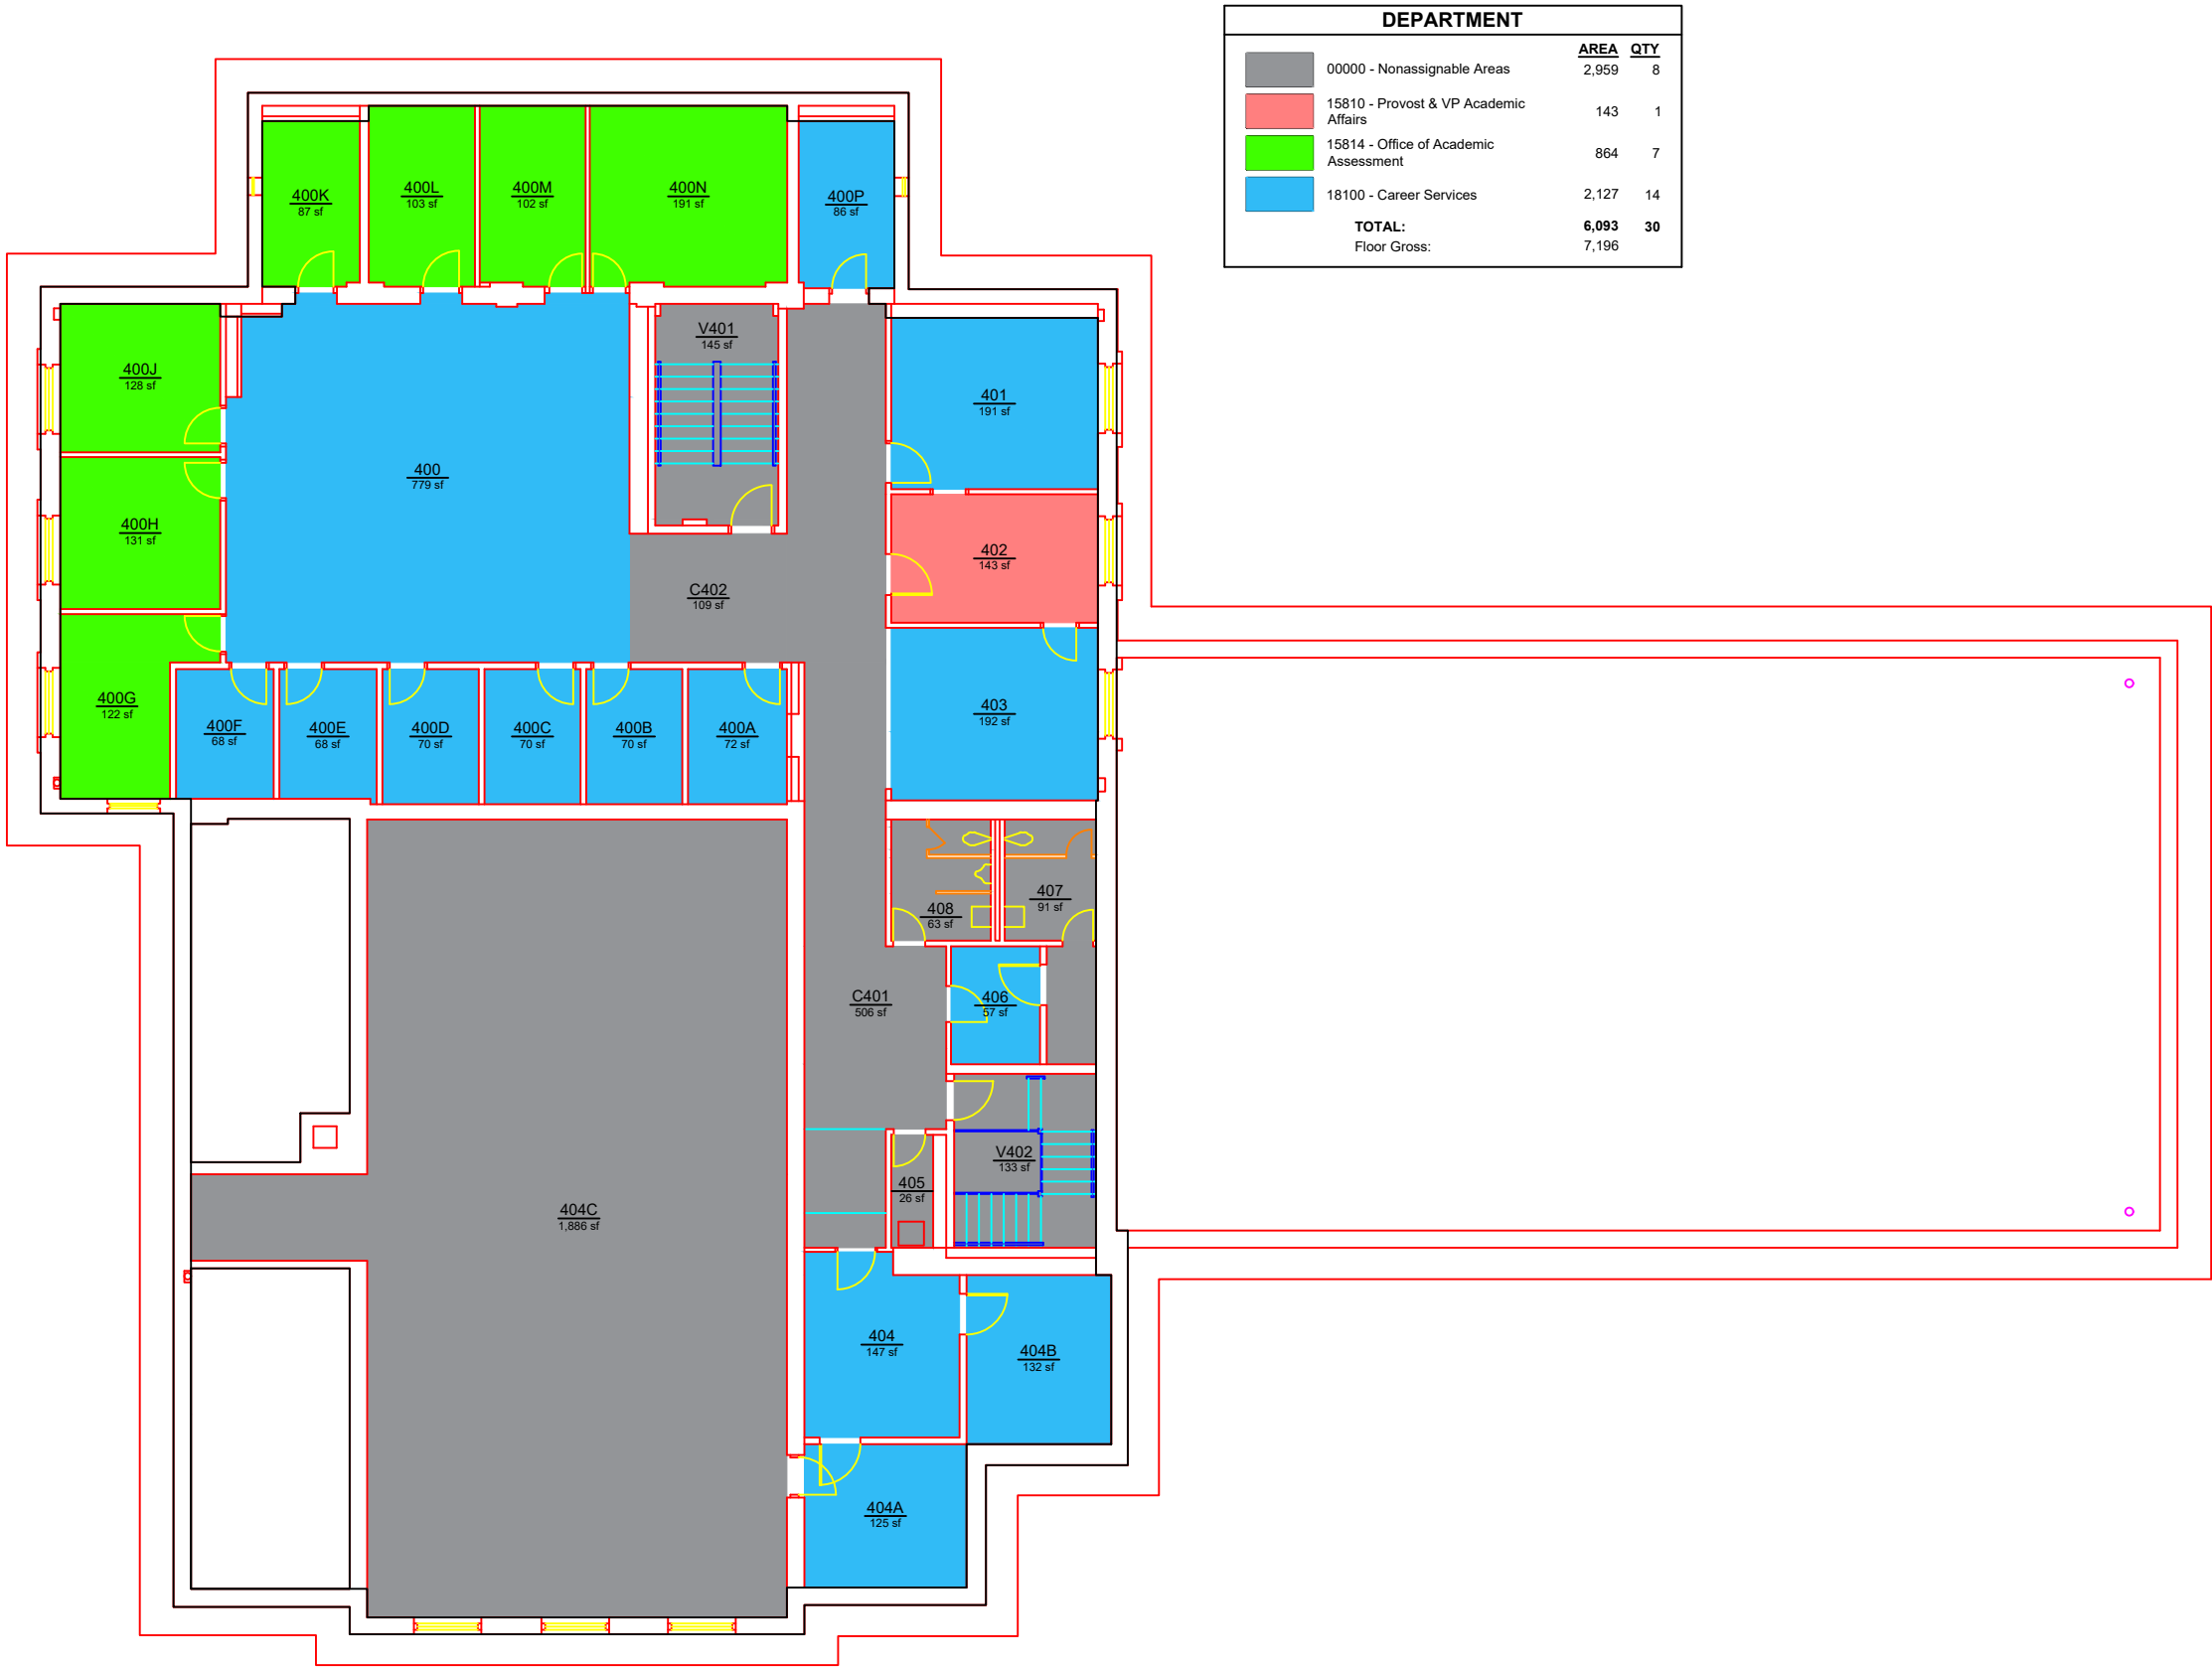 DEPARTMENT
AREA QTY
00000 - Nonassignable Areas 2,959 8
15810 - Provost & VP Academic
Affairs 143 1
15814 - Office of Academic
Assessment 864 7
18100 - Career Services 2,127 14
TOTAL: 6,093 30
Floor Gross: 7,196
400K
87 sf
400L
103 sf
400M
102 sf
400N
191 sf
400P
86 sf
V401
145 sf
400J
128 sf
401
191 sf
400
779 sf
400H
131 sf
402
143 sf
C402
109 sf
400G
122 sf
400F
68 sf
400E
68 sf
400D
70 sf
400C
70 sf
400B
70 sf
400A
72 sf
403
192 sf
408
63 sf
407
91 sf
C401
506 sf
406
57 sf
V402
133 sf
405
26 sf
404C
1,886 sf
404
147 sf
404B
132 sf
404A
125 sf